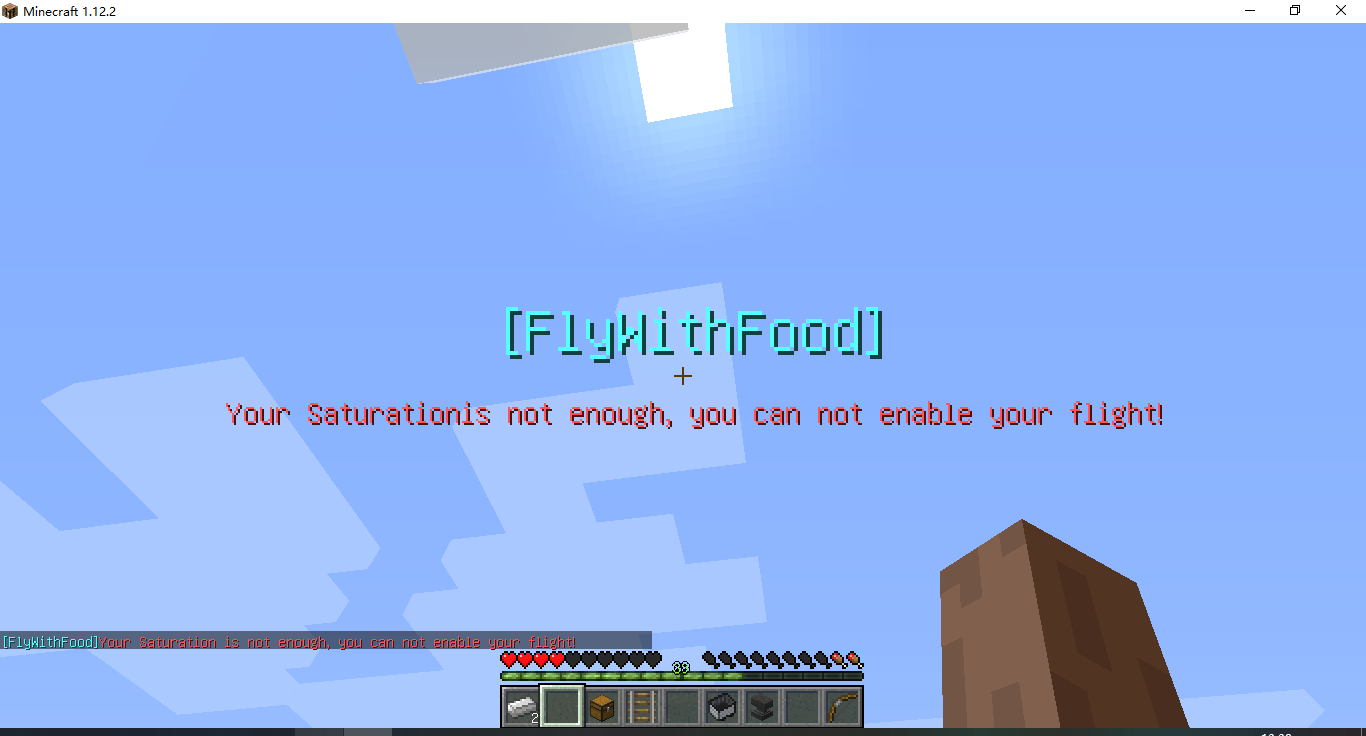 Minecraft 1.12.2
[FlyWithFood]
Your Saturationis not enough, you can not enable your flight!
[FlyWithFood]Your Saturation is not enough, you can not enable your flight!
2